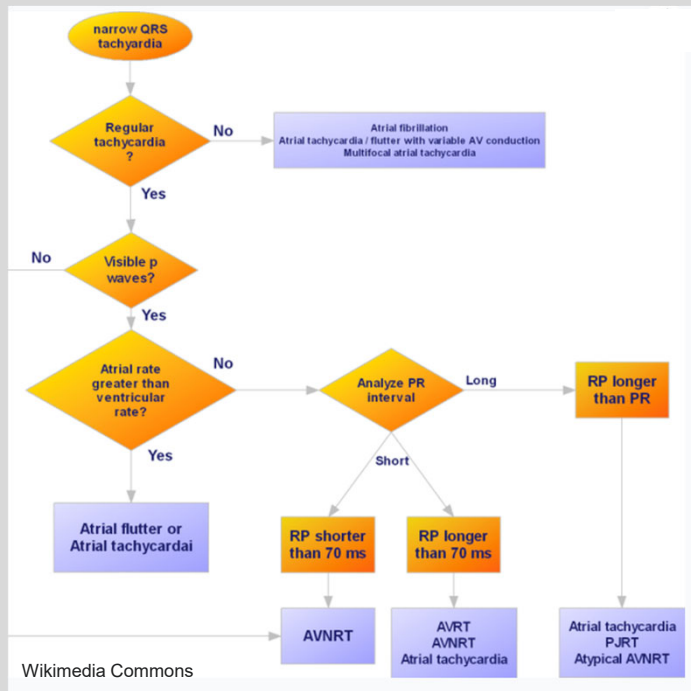 narrow QRS
tachyardia
Regular
tachycardia
?
No
Atrial fibrillation
Atrial tachycardia / flutter with variable AV conduction
Multifocal atrial tachycardia
Yes
No
Visible p
waves?
Yes
Atrial rate
greater than
ventricular
rate?
No
Analyze PR
interval
Long
RP longer
than PR
Yes
Short
Atrial flutter or
Atrial tachycardai
RP shorter
than 70 ms
RP longer
than 70 ms
AVNRT
AVRT
AVNRT
Atrial tachycardia
Atrial tachycardia
PJRT
Atypical AVNRT
Wikimedia Commons